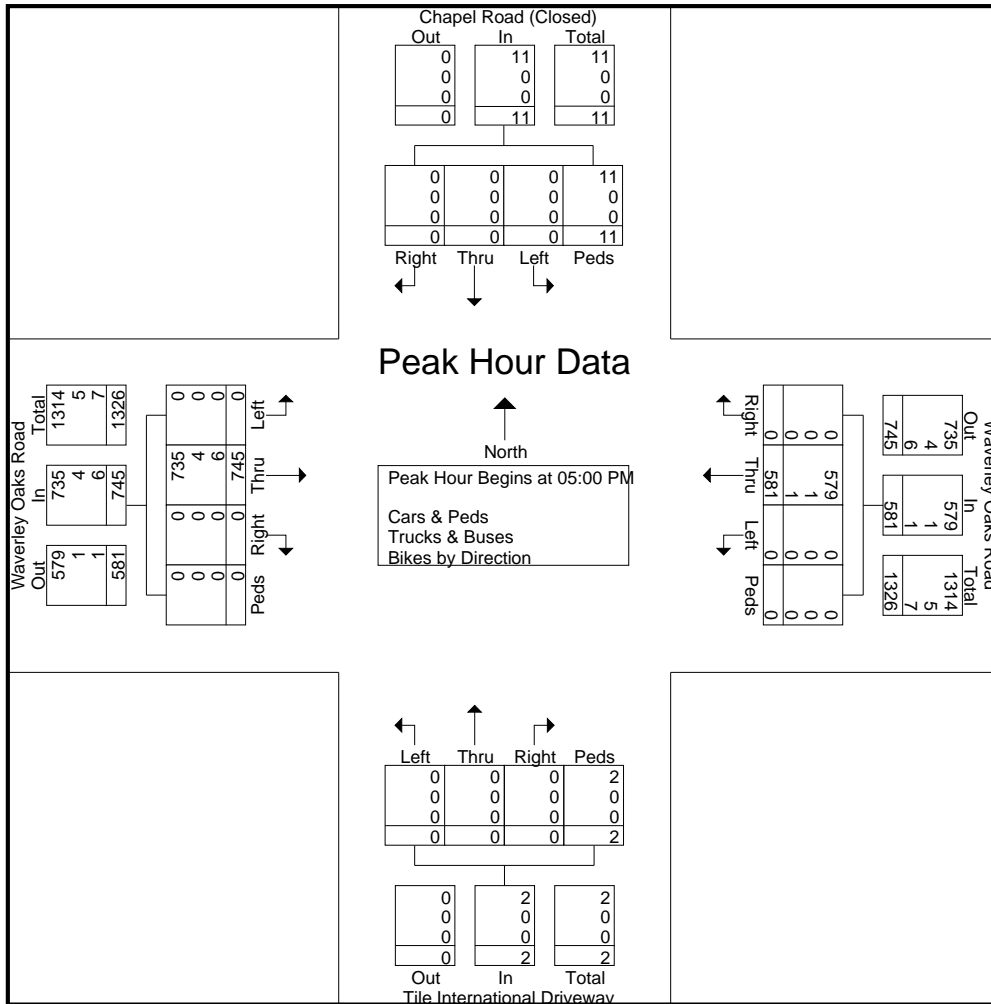 Chapel Road (Closed)
Out In Total
0 11 11
0 0 0
0 0 0
0 11 11
0 0 0 11
0 0 0 0
0 0 0 0
0 0 0 11
Right Thru Left Peds
Peak Hour Data
North
Peak Hour Begins at 05:00 PM
Cars & Peds
Trucks & Buses
Bikes by Direction
Waverley Oaks Road
Out In Total
579 735 1314
1 4 5
1 6 7
581 745 1326
Peds Right Thru Left
0 0 735 0
0 0 4 0
0 0 6 0
0 0 745 0
Waverley Oaks Road
Out In Total
735 579 1314
4 1 5
6 1 7
745 581 1326
0 579 0 0
0 1 0 0
0 1 0 0
0 581 0 0
Right Thru Left Peds
Left Thru Right Peds
0 0 0 2
0 0 0 0
0 0 0 0
0 0 0 2
0 2 2
0 0 0
0 0 0
0 2 2
Out In Total
Tile International Driveway